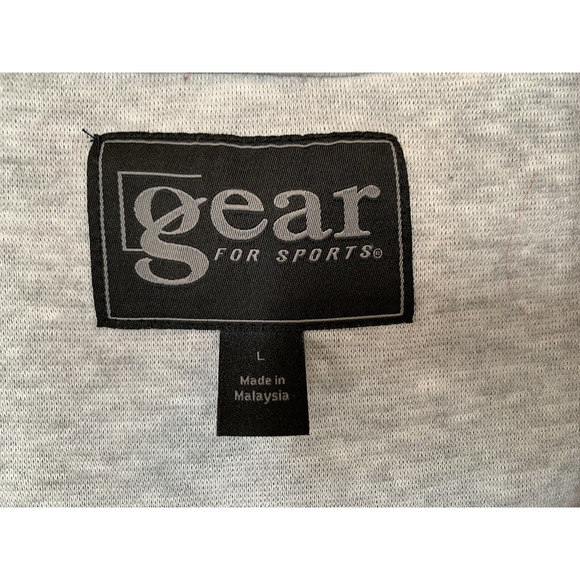 gear
FOR SPORTS®
L
Made in
Malaysia